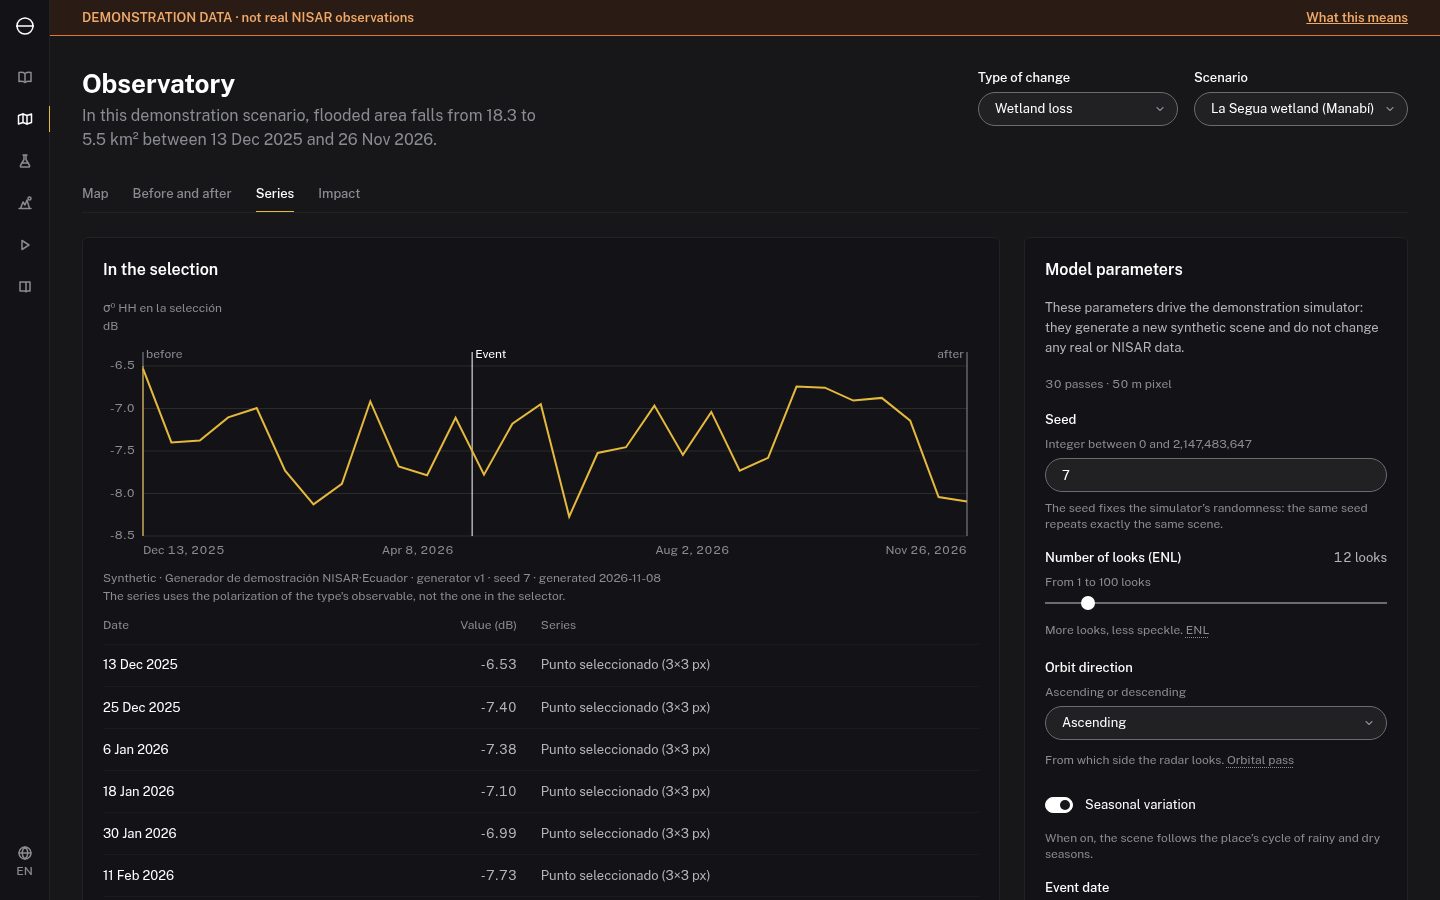 DEMONSTRATION DATA · not real NISAR observations
What this means
Observatory
In this demonstration scenario, flooded area falls from 18.3 to
5.5 km² between 13 Dec 2025 and 26 Nov 2026.
Type of change
Scenario
Wetland loss
La Segua wetland (Manabí)
Map
Before and after
Series
Impact
In the selection
σ⁰ HH en la selección
dB
before
Event
after
-6.5
-7.0
-7.5
-8.0
-8.5
Dec 13, 2025
Apr 8, 2026
Aug 2, 2026
Nov 26, 2026
Synthetic · Generador de demostración NISAR-Ecuador · generator v1 · seed 7 · generated 2026-11-08
The series uses the polarization of the type's observable, not the one in the selector.
Date Value (dB) Series
13 Dec 2025 -6.53 Punto seleccionado (3×3 px)
25 Dec 2025 -7.40 Punto seleccionado (3×3 px)
6 Jan 2026 -7.38 Punto seleccionado (3×3 px)
18 Jan 2026 -7.10 Punto seleccionado (3×3 px)
30 Jan 2026 -6.99 Punto seleccionado (3×3 px)
11 Feb 2026 -7.73 Punto seleccionado (3×3 px)
Model parameters
These parameters drive the demonstration simulator:
they generate a new synthetic scene and do not change
any real or NISAR data.
30 passes · 50 m pixel
Seed
Integer between 0 and 2,147,483,647
7
The seed fixes the simulator's randomness: the same seed
repeats exactly the same scene.
Number of looks (ENL) 12 looks
From 1 to 100 looks
More looks, less speckle. ENL
Orbit direction
Ascending or descending
Ascending
From which side the radar looks. Orbital pass
Seasonal variation
When on, the scene follows the place's cycle of rainy and dry
seasons.
Event date
EN